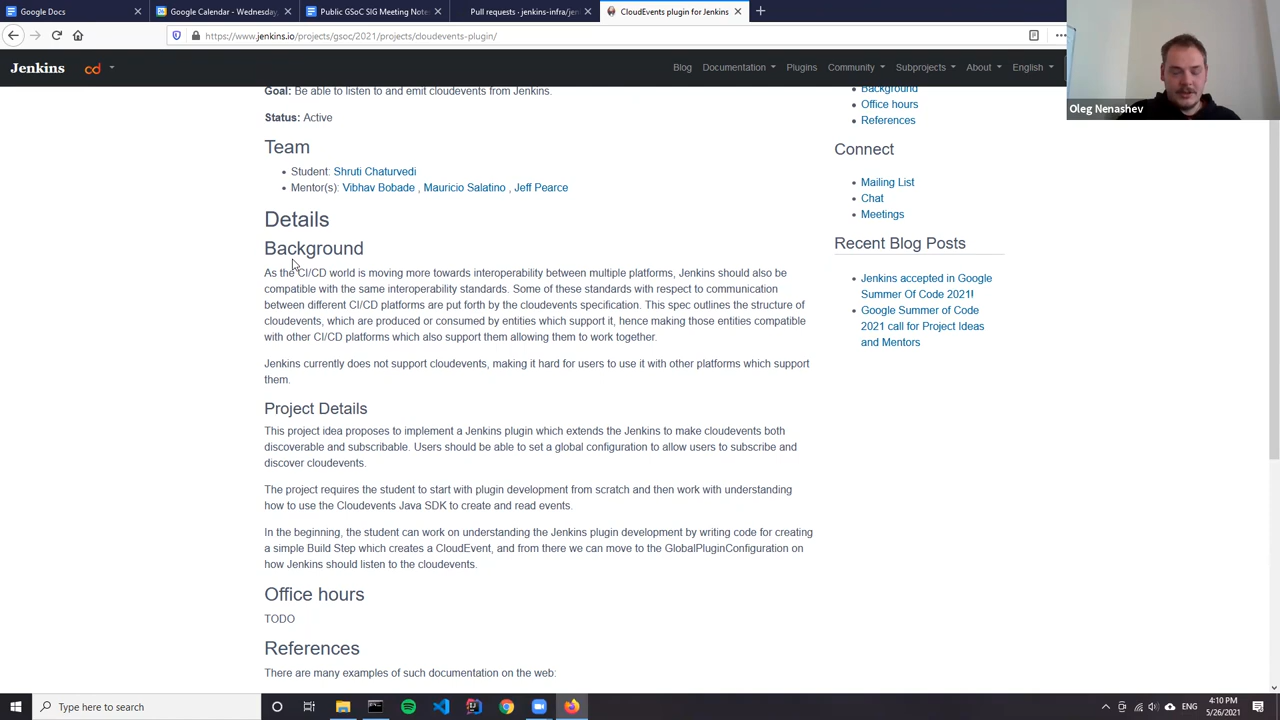 Google Docs
Google Calendar - Wednesday,
Public GSoC SIG Meeting Notes
Pull requests · jenkins-infra/jen
CloudEvents plugin for Jenkins
https://www.jenkins.io/projects/gsoc/2021/projects/cloudevents-plugin/
Jenkins
cd
Blog
Documentation
Plugins
Community
Subprojects
About
English
Oleg Nenashev
Goal: Be able to listen to and emit cloudevents from Jenkins.
Status: Active
Team
• Student: Shruti Chaturvedi
• Mentor(s): Vibhav Bobade , Mauricio Salatino , Jeff Pearce
Details
Background
As the CI/CD world is moving more towards interoperability between multiple platforms, Jenkins should also be
compatible with the same interoperability standards. Some of these standards with respect to communication
between different CI/CD platforms are put forth by the cloudevents specification. This spec outlines the structure of
cloudevents, which are produced or consumed by entities which support it, hence making those entities compatible
with other CI/CD platforms which also support them allowing them to work together.
Jenkins currently does not support cloudevents, making it hard for users to use it with other platforms which support
them.
Project Details
This project idea proposes to implement a Jenkins plugin which extends the Jenkins to make cloudevents both
discoverable and subscribable. Users should be able to set a global configuration to allow users to subscribe and
discover cloudevents.
The project requires the student to start with plugin development from scratch and then work with understanding
how to use the Cloudevents Java SDK to create and read events.
In the beginning, the student can work on understanding the Jenkins plugin development by writing code for creating
a simple Build Step which creates a CloudEvent, and from there we can move to the GlobalPluginConfiguration on
how Jenkins should listen to the cloudevents.
Office hours
TODO
References
There are many examples of such documentation on the web:
• Background
• Office hours
• References
Connect
• Mailing List
• Chat
• Meetings
Recent Blog Posts
• Jenkins accepted in Google
Summer Of Code 2021!
• Google Summer of Code
2021 call for Project Ideas
and Mentors
Type here to search
ENG
4:10 PM
5/26/2021